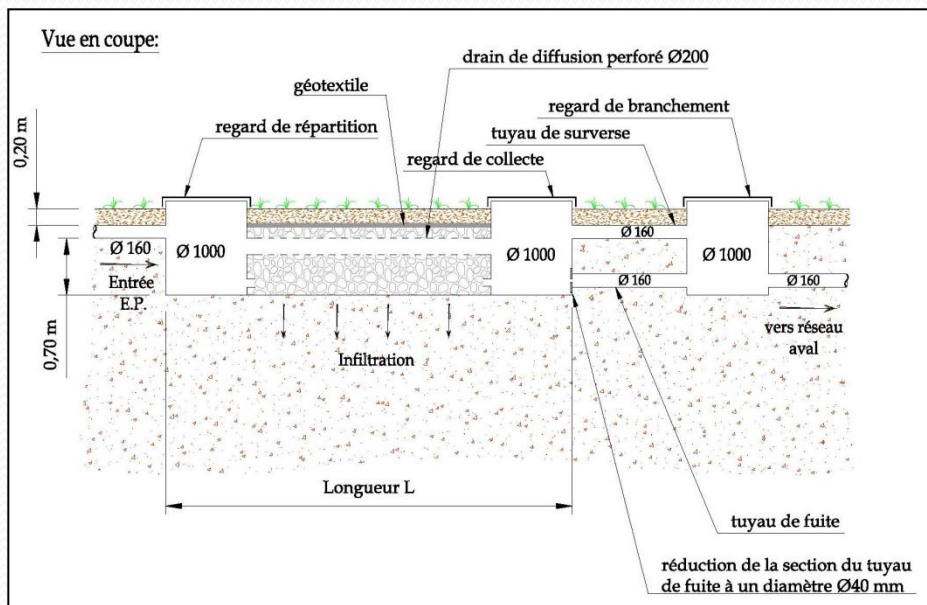 Vue en coupe:
drain de diffusion perforé Ø200
géotextile
regard de branchement
regard de répartition
tuyau de surverse
regard de collecte
0,20 m
Ø 160
Ø 160
Ø 1000
Ø 1000
Ø 1000
Entrée
E.P.
Ø 160
Ø 160
0,70 m
vers réseau
aval
Infiltration
Longueur L
tuyau de fuite
réduction de la section du tuyau
de fuite à un diamètre Ø40 mm